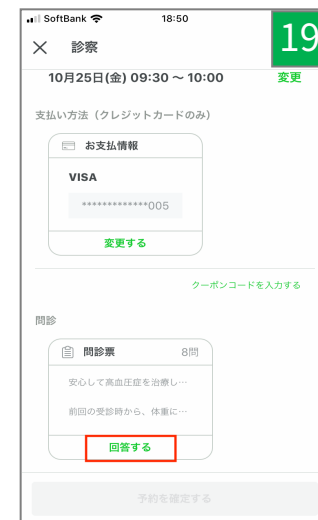 SoftBank 18:50
19
診察
10月25日(金) 09:30 ～ 10:00 変更
支払い方法（クレジットカードのみ）
お支払情報
VISA
*************005
変更する
クーポンコードを入力する
問診
問診票 8問
安心して高血圧症を治療し…
前回の受診時から、体重に…
回答する
予約を確定する